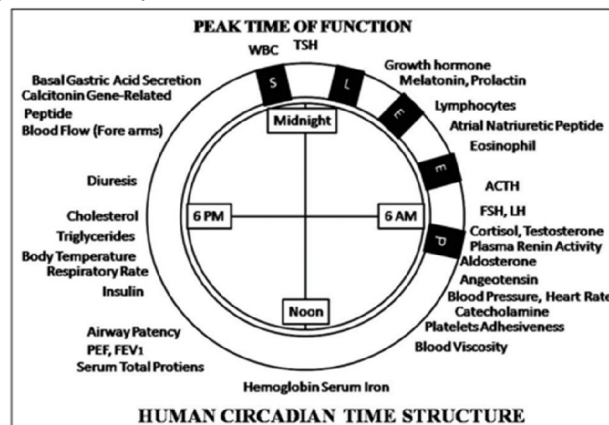 PEAK TIME OF FUNCTION
WBC
TSH
Growth hormone
Melatonin, Prolactin
Lymphocytes
Atrial Natriuretic Peptide
Eosinophil
ACTH
FSH, LH
Cortisol, Testosterone
Plasma Renin Activity
Aldosterone
Angeotensin
Blood Pressure, Heart Rate
Catecholamine
Platelets Adhesiveness
Blood Viscosity
Hemoglobin Serum Iron
Basal Gastric Acid Secretion
Calcitonin Gene-Related
Peptide
Blood Flow (Fore arms)
Diuresis
Cholesterol
Triglycerides
Body Temperature
Respiratory Rate
Insulin
Airway Patency
PEF, FEV1
Serum Total Protiens
S
L
E
E
P
Midnight
6 PM
6 AM
Noon
HUMAN CIRCADIAN TIME STRUCTURE